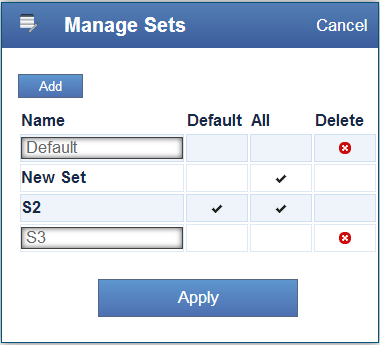 Manage Sets Cancel
Add
Name Default All Delete
Default
New Set
S2
S3
Apply